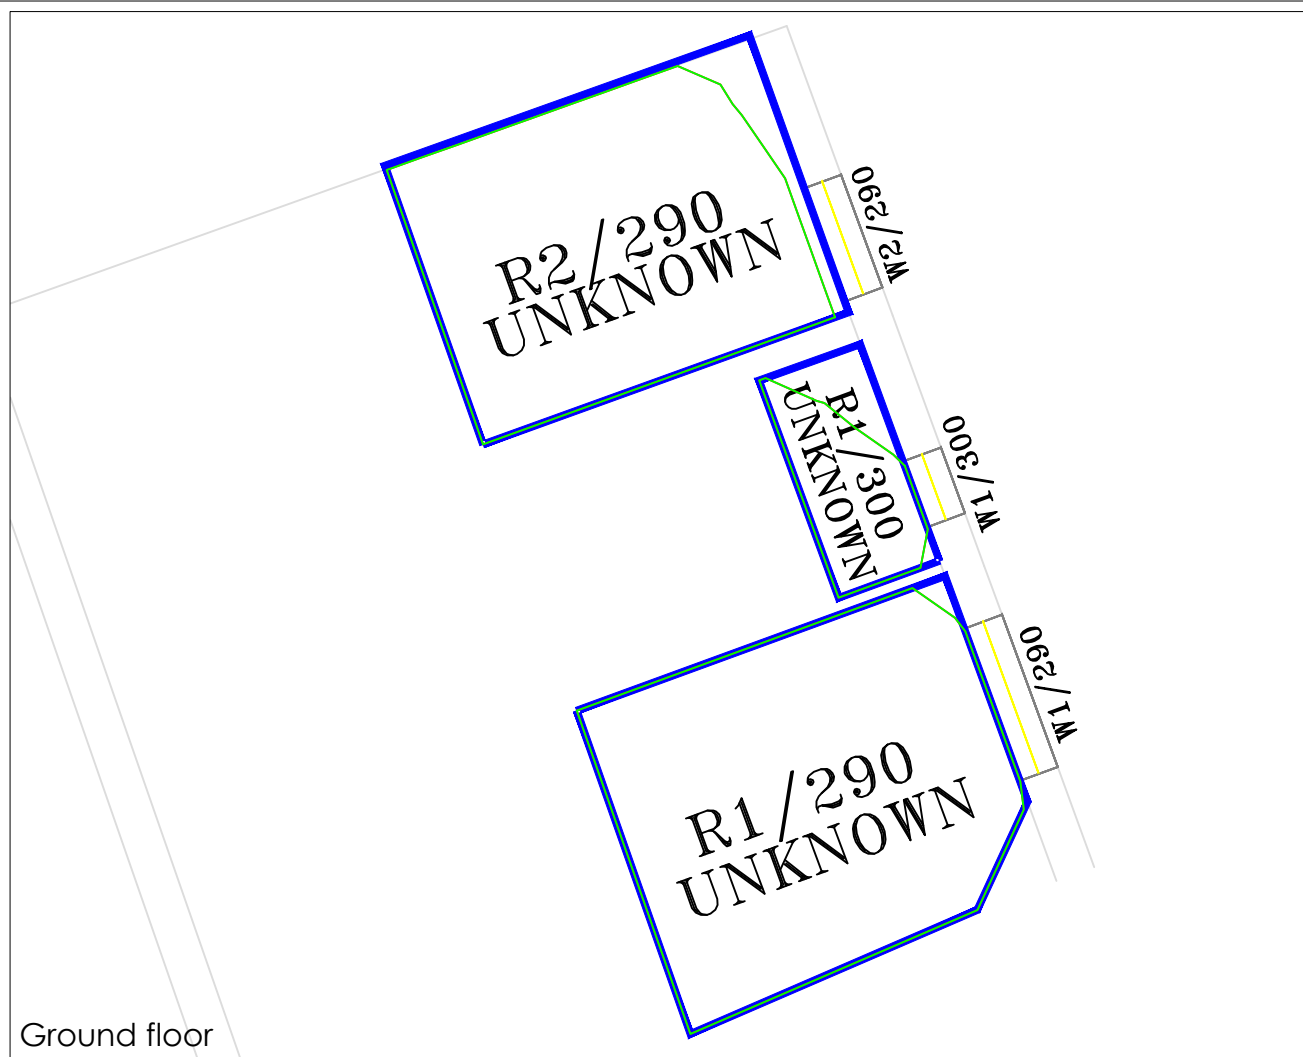 W2/290
R2/290
UNKNOWN
W1/300
R1/300
UNKNOWN
W1/290
R1/290
UNKNOWN
Ground floor